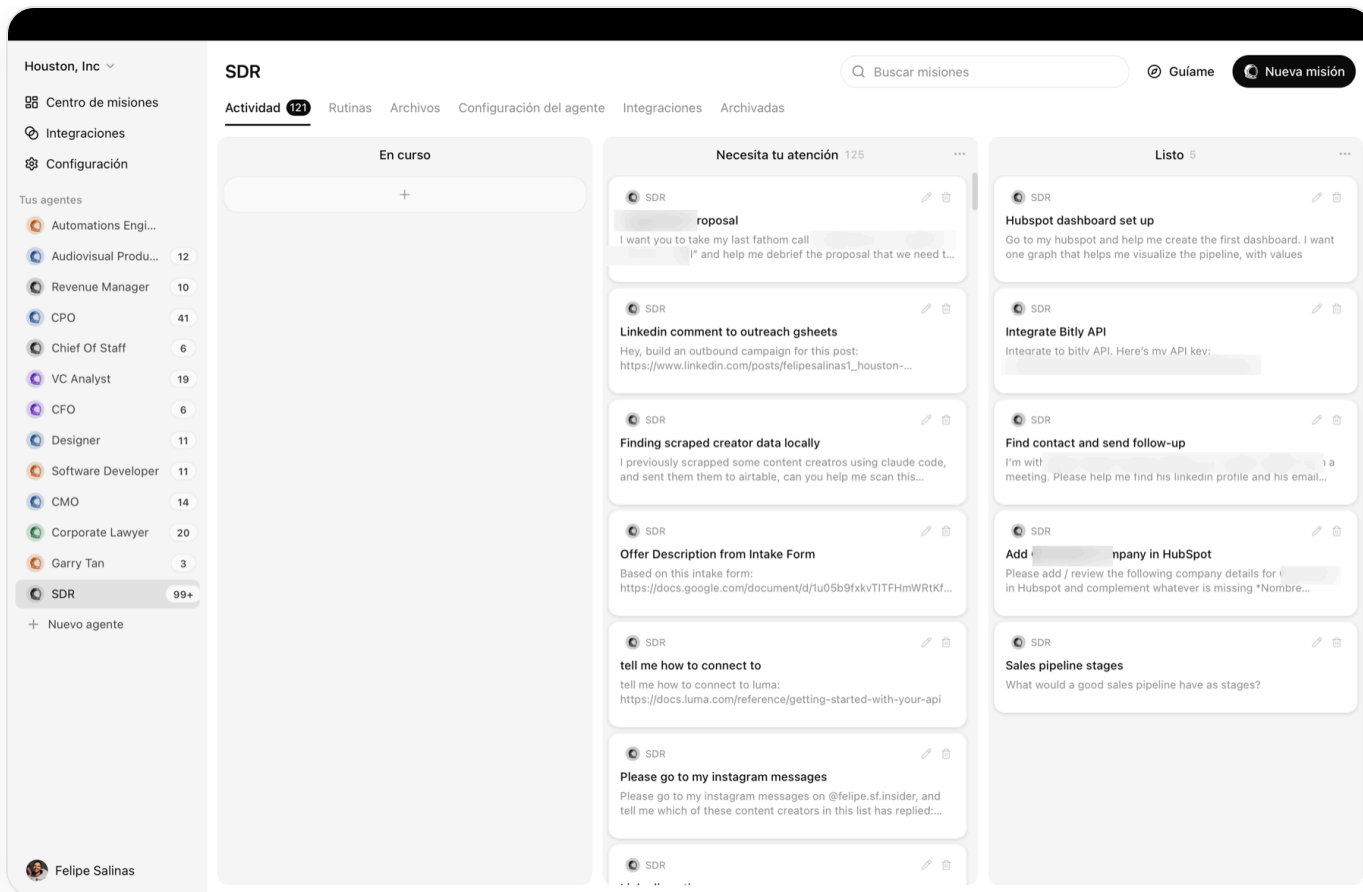 Houston, Inc
Centro de misiones
Integraciones
Configuración
Tus agentes
Automations Engi...
Audiovisual Produ... 12
Revenue Manager 10
CPO 41
Chief Of Staff 6
VC Analyst 19
CFO 6
Designer 11
Software Developer 11
CMO 14
Corporate Lawyer 20
Garry Tan 3
SDR 99+
Nuevo agente
Felipe Salinas
SDR
Buscar misiones
Guíame
Nueva misión
Actividad 121
Rutinas
Archivos
Configuración del agente
Integraciones
Archivadas
En curso
+
Necesita tu atención 125
SDR
roposal
I want you to take my last fathom call
l" and help me debrief the proposal that we need t...
SDR
Linkedin comment to outreach gsheets
Hey, build an outbound campaign for this post:
https://www.linkedin.com/posts/felipesalinas1_houston-...
SDR
Finding scraped creator data locally
I previously scrapped some content creatros using claude code,
and sent them them to airtable, can you help me scan this...
SDR
Offer Description from Intake Form
Based on this intake form:
https://docs.google.com/document/d/1u05b9fxkvTITFHmWRtKf...
SDR
tell me how to connect to
tell me how to connect to luma:
https://docs.luma.com/reference/getting-started-with-your-api
SDR
Please go to my instagram messages
Please go to my instagram messages on @felipe.sf.insider, and
tell me which of these content creators in this list has replied:...
SDR
Listo 5
SDR
Hubspot dashboard set up
Go to my hubspot and help me create the first dashboard. I want
one graph that helps me visualize the pipeline, with values
SDR
Integrate Bitly API
Integrate to bitly API. Here's my API key:
SDR
Find contact and send follow-up
I'm with a
meeting. Please help me find his linkedin profile and his email...
SDR
Add mpany in HubSpot
Please add / review the following company details for
in Hubspot and complement whatever is missing *Nombre...
SDR
Sales pipeline stages
What would a good sales pipeline have as stages?